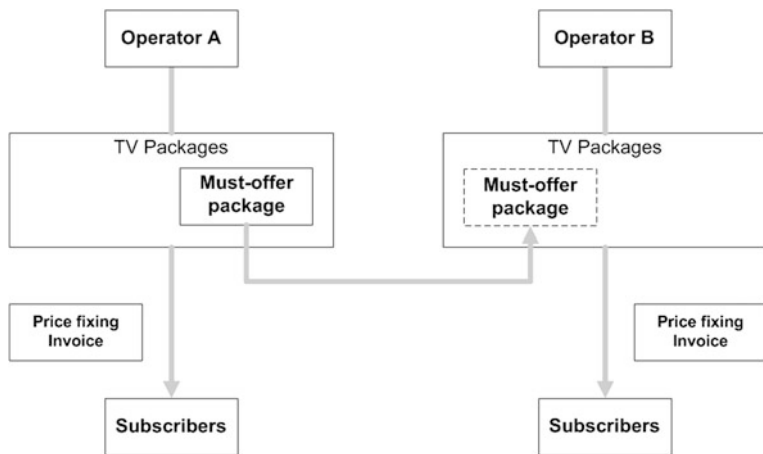 Operator A
Operator B
TV Packages
TV Packages
Must-offer
package
Must-offer
package
Price fixing
Invoice
Price fixing
Invoice
Subscribers
Subscribers